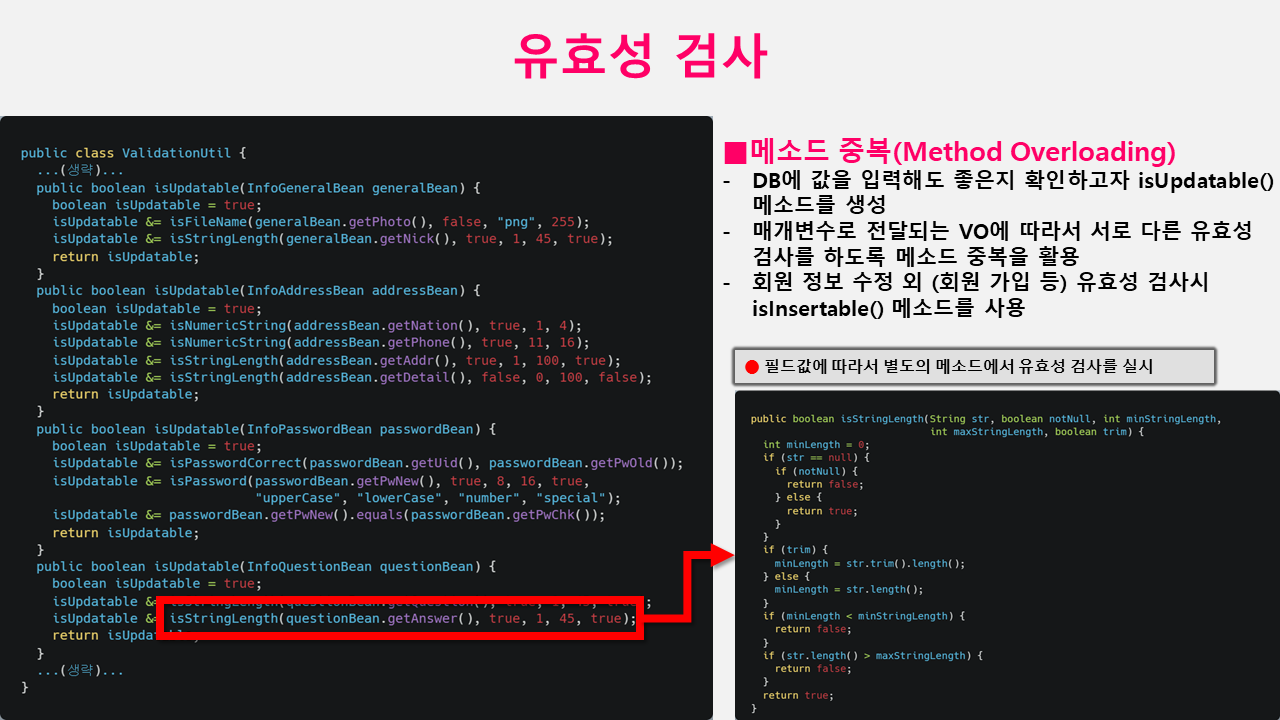 유효성 검사
public class ValidationUtil {
...(생략)...
public boolean isUpdatable(InfoGeneralBean generalBean) {
boolean isUpdatable = true;
isUpdatable &= isFileName(generalBean.getPhoto(), false, "png", 255);
isUpdatable &= isStringLength(generalBean.getNick(), true, 1, 45, true);
return isUpdatable;
}
public boolean isUpdatable(InfoAddressBean addressBean) {
boolean isUpdatable = true;
isUpdatable &= isNumericString(addressBean.getNation(), true, 1, 4);
isUpdatable &= isNumericString(addressBean.getPhone(), true, 11, 16);
isUpdatable &= isStringLength(addressBean.getAddr(), true, 1, 100, true);
isUpdatable &= isStringLength(addressBean.getDetail(), false, 0, 100, false);
return isUpdatable;
}
public boolean isUpdatable(InfoPasswordBean passwordBean) {
boolean isUpdatable = true;
isUpdatable &= isPasswordCorrect(passwordBean.getUid(), passwordBean.getPwOld());
isUpdatable &= isPassword(passwordBean.getPwNew(), true, 8, 16, true,
"upperCase", "lowerCase", "number", "special");
isUpdatable &= passwordBean.getPwNew().equals(passwordBean.getPwChk());
return isUpdatable;
}
public boolean isUpdatable(InfoQuestionBean questionBean) {
boolean isUpdatable = true;
isUpdatable
isUpdatable & isStringLength(questionBean.getAnswer(), true, 1, 45, true);
return
}
...(생략)...
}
■메소드 중복(Method Overloading)
- DB에 값을 입력해도 좋은지 확인하고자 isUpdatable()
메소드를 생성
- 매개변수로 전달되는 VO에 따라서 서로 다른 유효성
검사를 하도록 메소드 중복을 활용
- 회원 정보 수정 외 (회원 가입 등) 유효성 검사시
isInsertable() 메소드를 사용
● 필드값에 따라서 별도의 메소드에서 유효성 검사를 실시
public boolean isStringLength(String str, boolean notNull, int minStringLength,
int maxStringLength, boolean trim) {
int minLength = 0;
if (str == null) {
if (notNull) {
return false;
} else {
return true;
}
}
if (trim) {
minLength = str.trim().length();
} else {
minLength = str.length();
}
if (minLength < minStringLength) {
return false;
}
if (str.length() > maxStringLength) {
return false;
}
return true;
}